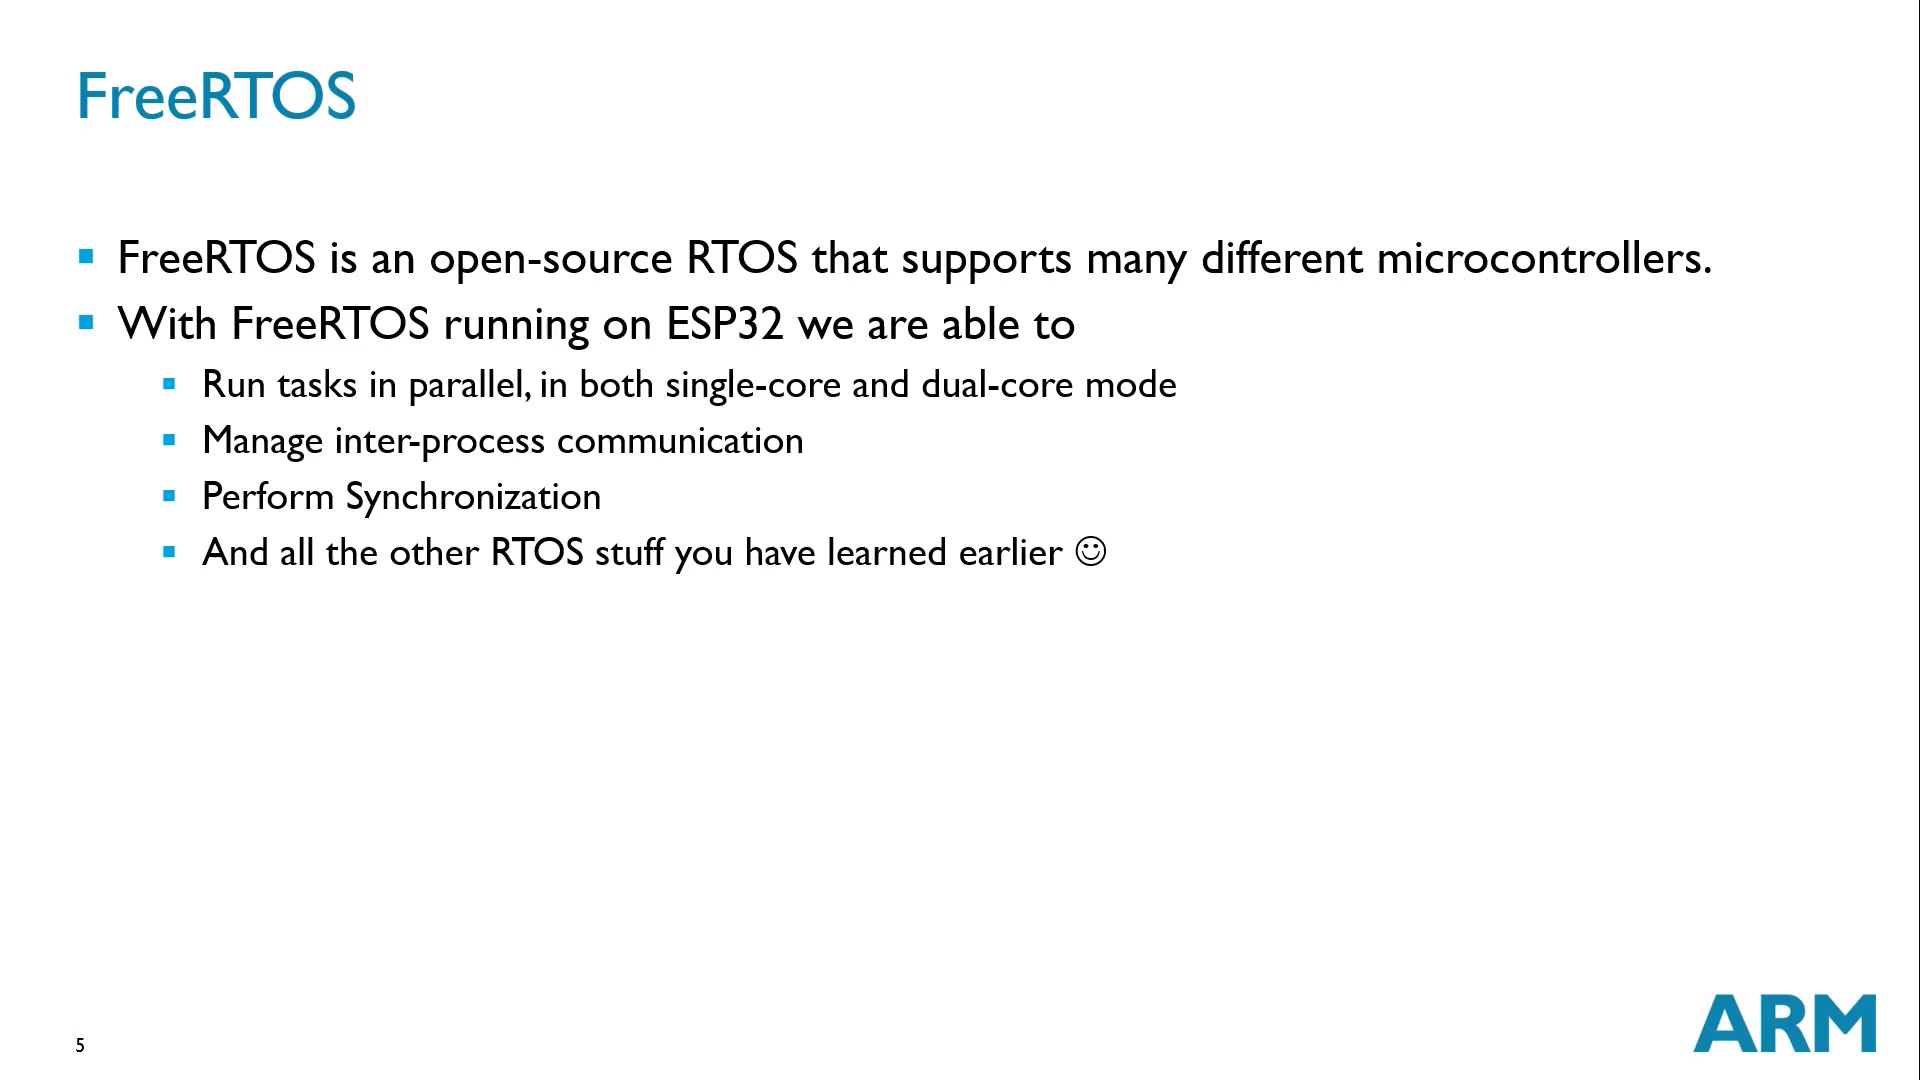 FreeRTOS
▪ FreeRTOS is an open-source RTOS that supports many different microcontrollers.
▪ With FreeRTOS running on ESP32 we are able to
▪ Run tasks in parallel, in both single-core and dual-core mode
▪ Manage inter-process communication
▪ Perform Synchronization
▪ And all the other RTOS stuff you have learned earlier ☺
5
ARM